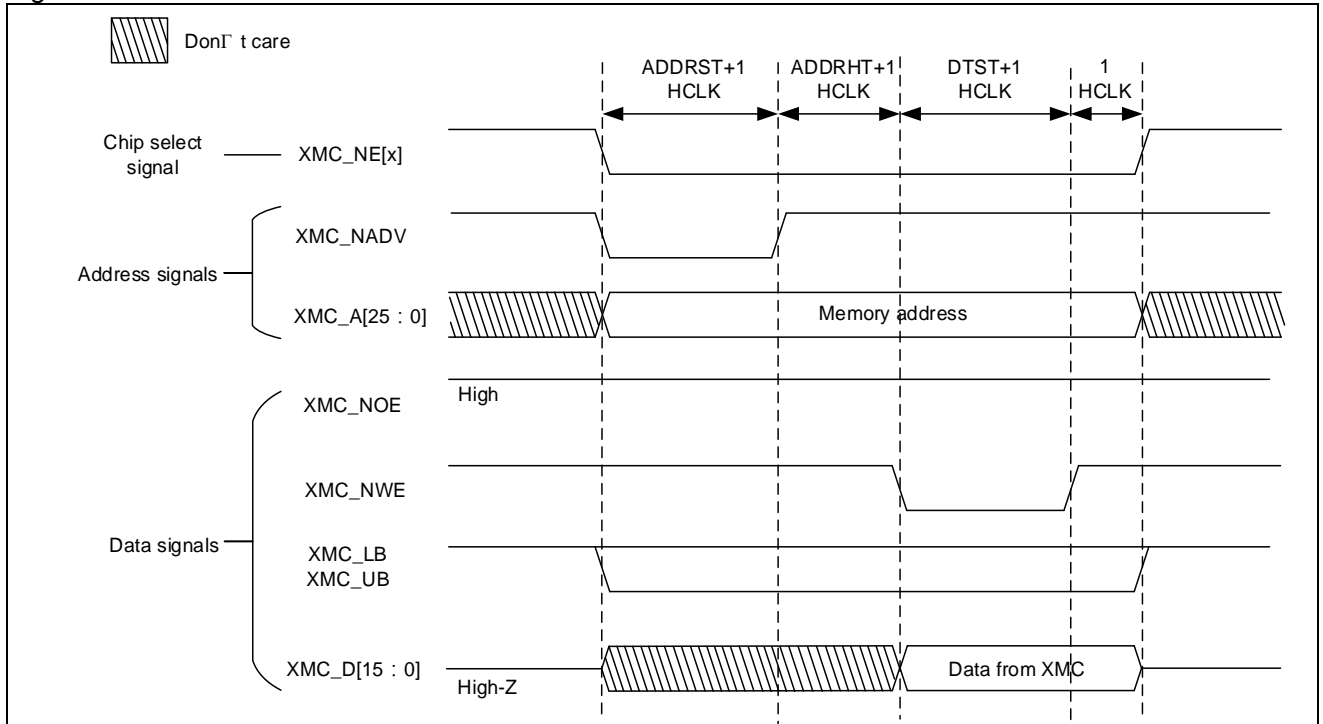 DonΓ t care
ADDRST+1
HCLK
ADDRHT+1
HCLK
DTST+1
HCLK
1
HCLK
Chip select
signal
XMC_NE[x]
XMC_NADV
Address signals
XMC_A[25 : 0]
Memory address
High
XMC_NOE
XMC_NWE
Data signals
XMC_LB
XMC_UB
XMC_D[15 : 0]
High-Z
Data from XMC